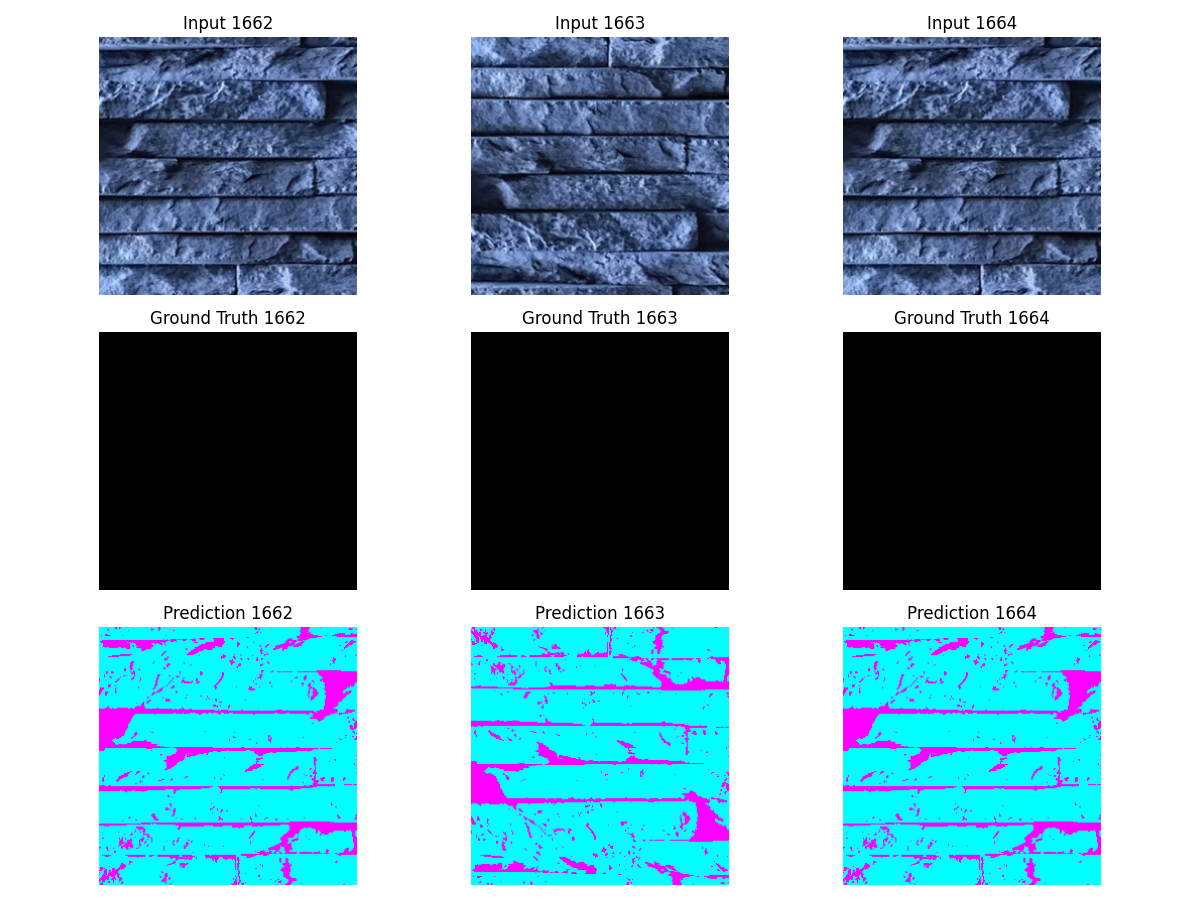 Input 1662
Input 1663
Input 1664
Ground Truth 1662
Ground Truth 1663
Ground Truth 1664
Prediction 1662
Prediction 1663
Prediction 1664